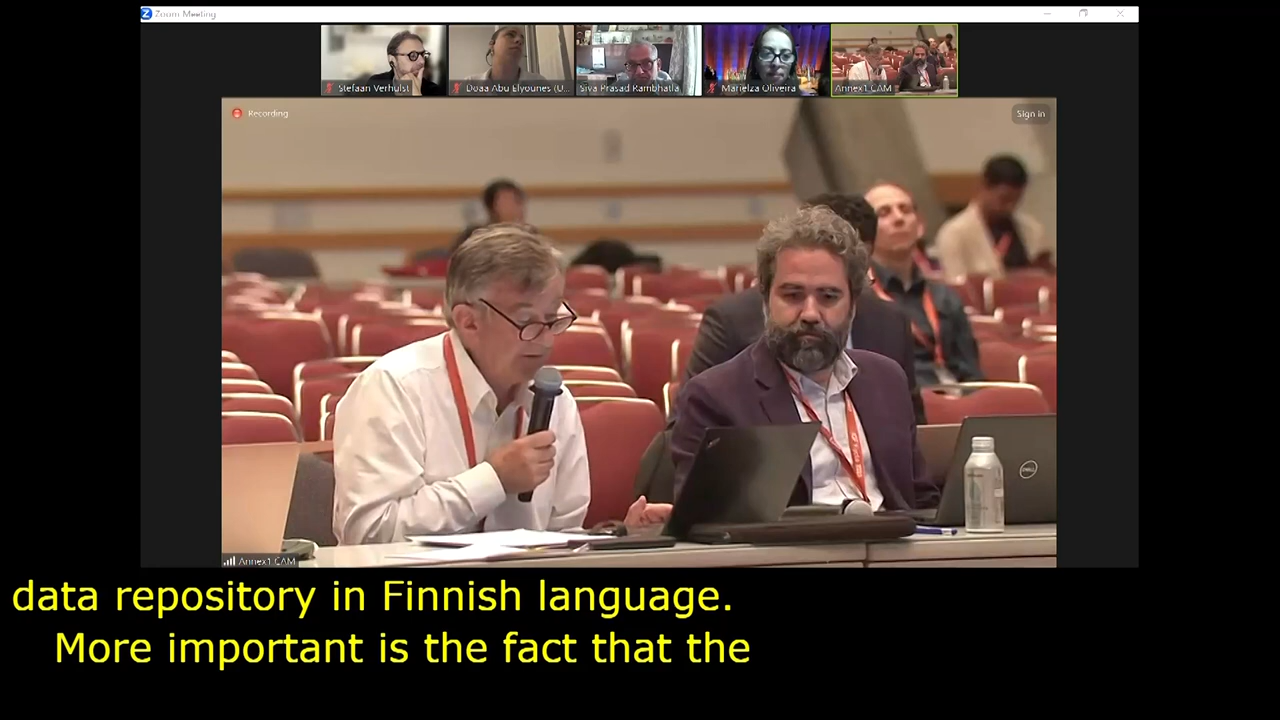 Zoom Meeting
Stefaan Verhulst
Doaa Abu Elyounes (U...
Siva Prasad Rambhatla
Marielza Oliveira
Annex1 CAM
Recording
Sign in
DELL
Annex1 CAM
data repository in Finnish language.
More important is the fact that the